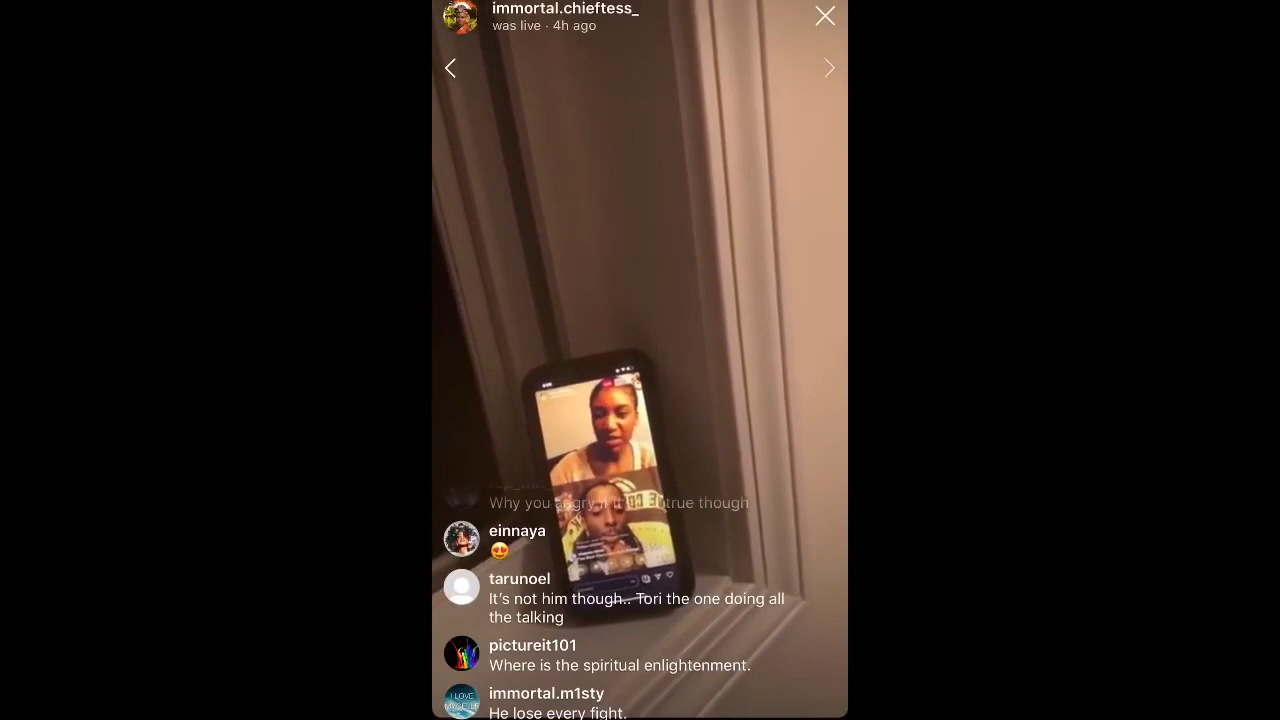 immortal.chieftess_
was live · 4h ago
Why you angry if it true though
einnaya
😍
tarunoel
It's not him though.. Tori the one doing all
the talking
pictureit101
Where is the spiritual enlightenment.
I LOVE
MYSELF
immortal.m1sty
He lose every fight.